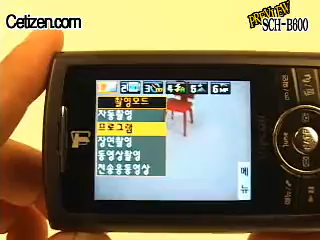 Cetizen.com
PREVIEW
SCH-B600
촬영모드
자동촬영
프로그램
장면촬영
동영상촬영
전송용동영상
메뉴